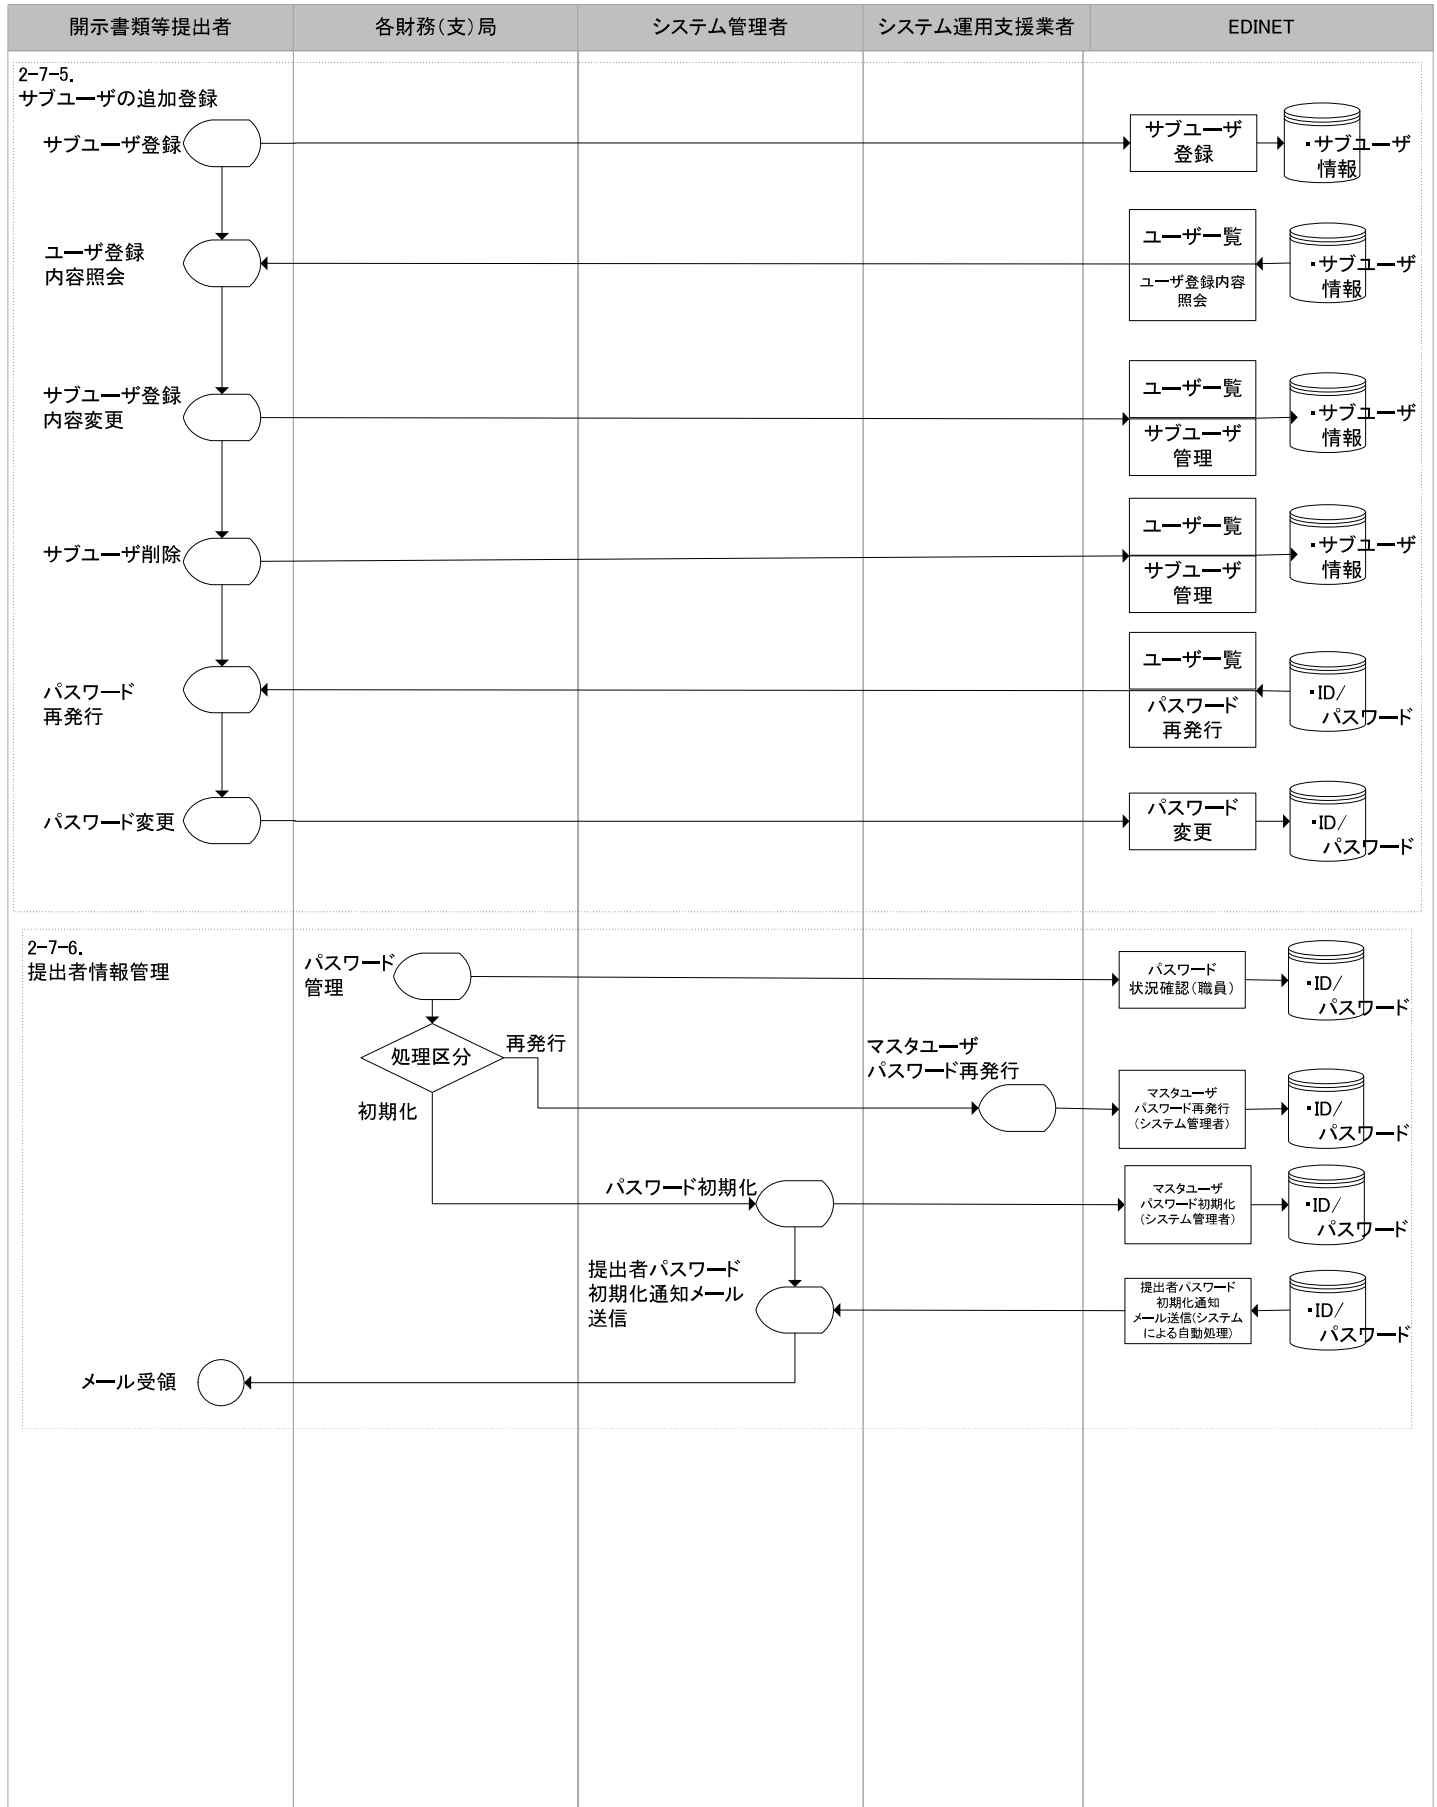 開示書類等提出者
各財務（支）局
システム管理者
システム運用支援業者
EDINET
2-7-5.
サブユーザの追加登録
サブユーザ登録
サブユーザ
登録
・サブユーザ
情報
ユーザ登録
内容照会
ユーザ一覧
ユーザ登録内容
照会
・サブユーザ
情報
サブユーザ登録
内容変更
ユーザ一覧
サブユーザ
管理
・サブユーザ
情報
サブユーザ削除
ユーザ一覧
サブユーザ
管理
・サブユーザ
情報
パスワード
再発行
ユーザ一覧
パスワード
再発行
・ID/
パスワード
パスワード変更
パスワード
変更
・ID/
パスワード
2-7-6.
提出者情報管理
パスワード
管理
パスワード
状況確認（職員）
・ID/
パスワード
処理区分
再発行
初期化
マスタユーザ
パスワード再発行
マスタユーザ
パスワード再発行
（システム管理者）
・ID/
パスワード
パスワード初期化
マスタユーザ
パスワード初期化
（システム管理者）
・ID/
パスワード
提出者パスワード
初期化通知メール
送信
提出者パスワード
初期化通知
メール送信（システム
による自動処理）
・ID/
パスワード
メール受領